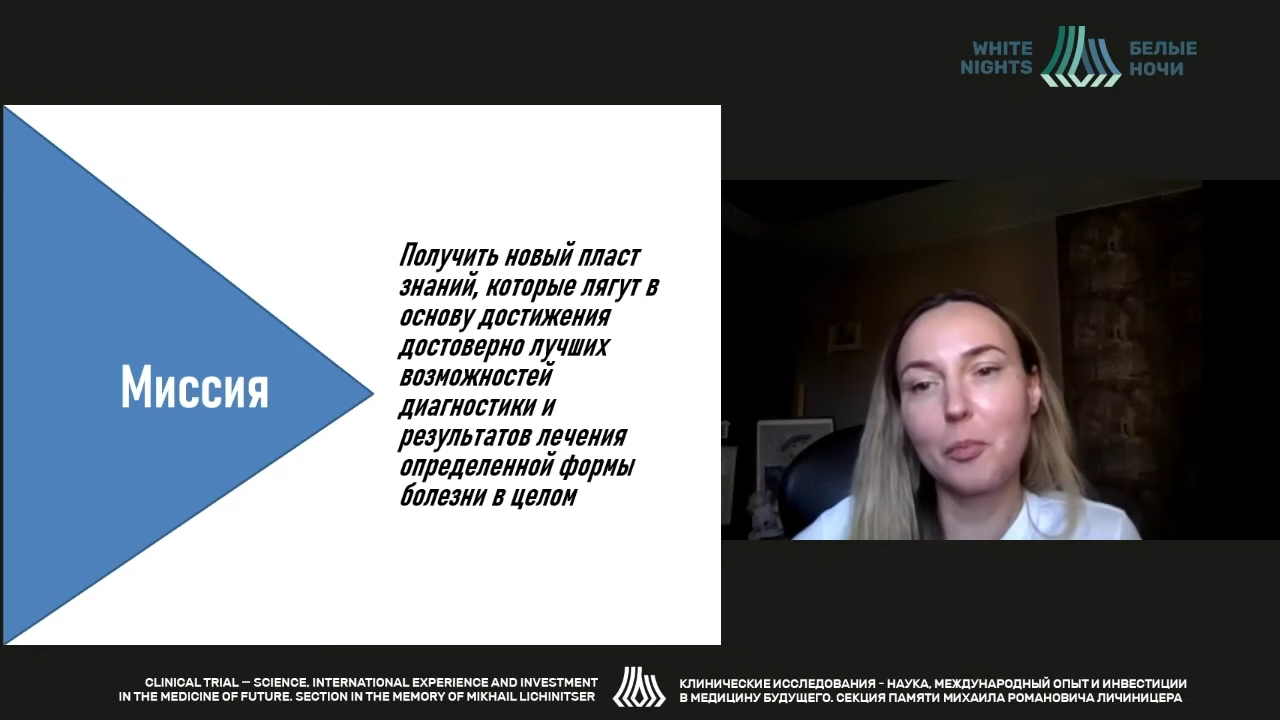 WHITE
NIGHTS
БЕЛЫЕ
НОЧИ
Миссия
Получить новый пласт
знаний, которые лягут в
основу достижения
достоверно лучших
возможностей
диагностики и
результатов лечения
определенной формы
болезни в целом
CLINICAL TRIAL – SCIENCE, INTERNATIONAL EXPERIENCE AND INVESTMENT
IN THE MEDICINE OF FUTURE. SECTION IN THE MEMORY OF MIKHAIL LICHINITSER
КЛИНИЧЕСКИЕ ИССЛЕДОВАНИЯ – НАУКА, МЕЖДУНАРОДНЫЙ ОПЫТ И ИНВЕСТИЦИИ
В МЕДИЦИНУ БУДУЩЕГО. СЕКЦИЯ ПАМЯТИ МИХАИЛА РОМАНОВИЧА ЛИЧИНИЦЕРА